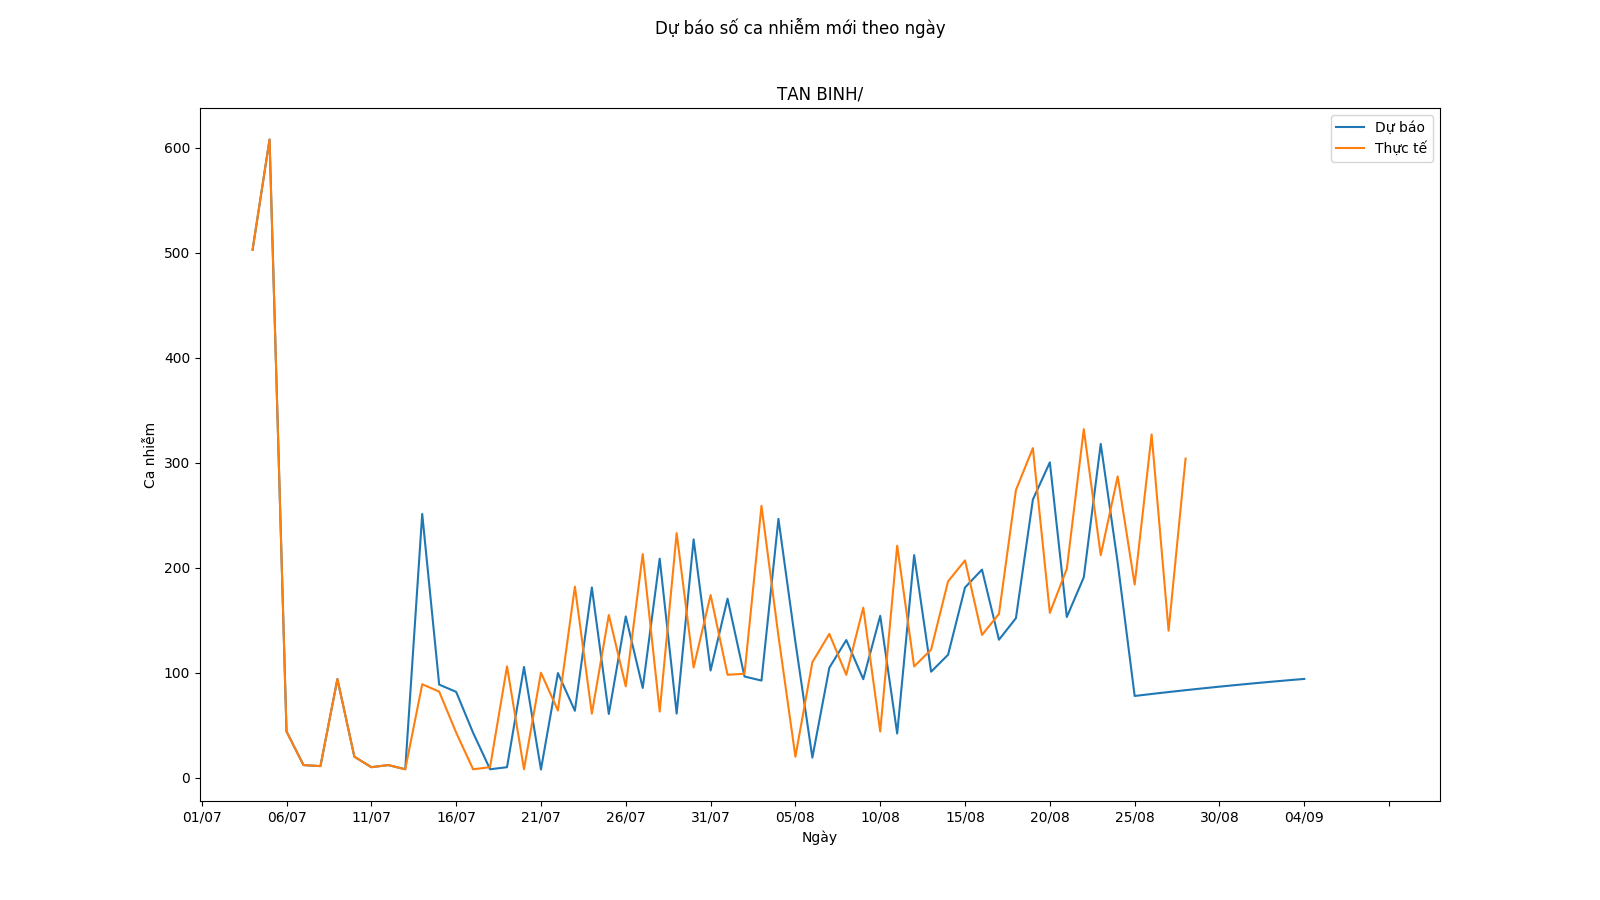 Dự báo số ca nhiễm mới theo ngày
TAN BINH/
Dự báo
Thực tế
600
500
400
300
200
100
0
Ca nhiễm
01/07 06/07 11/07 16/07 21/07 26/07 31/07 05/08 10/08 15/08 20/08 25/08 30/08 04/09
Ngày